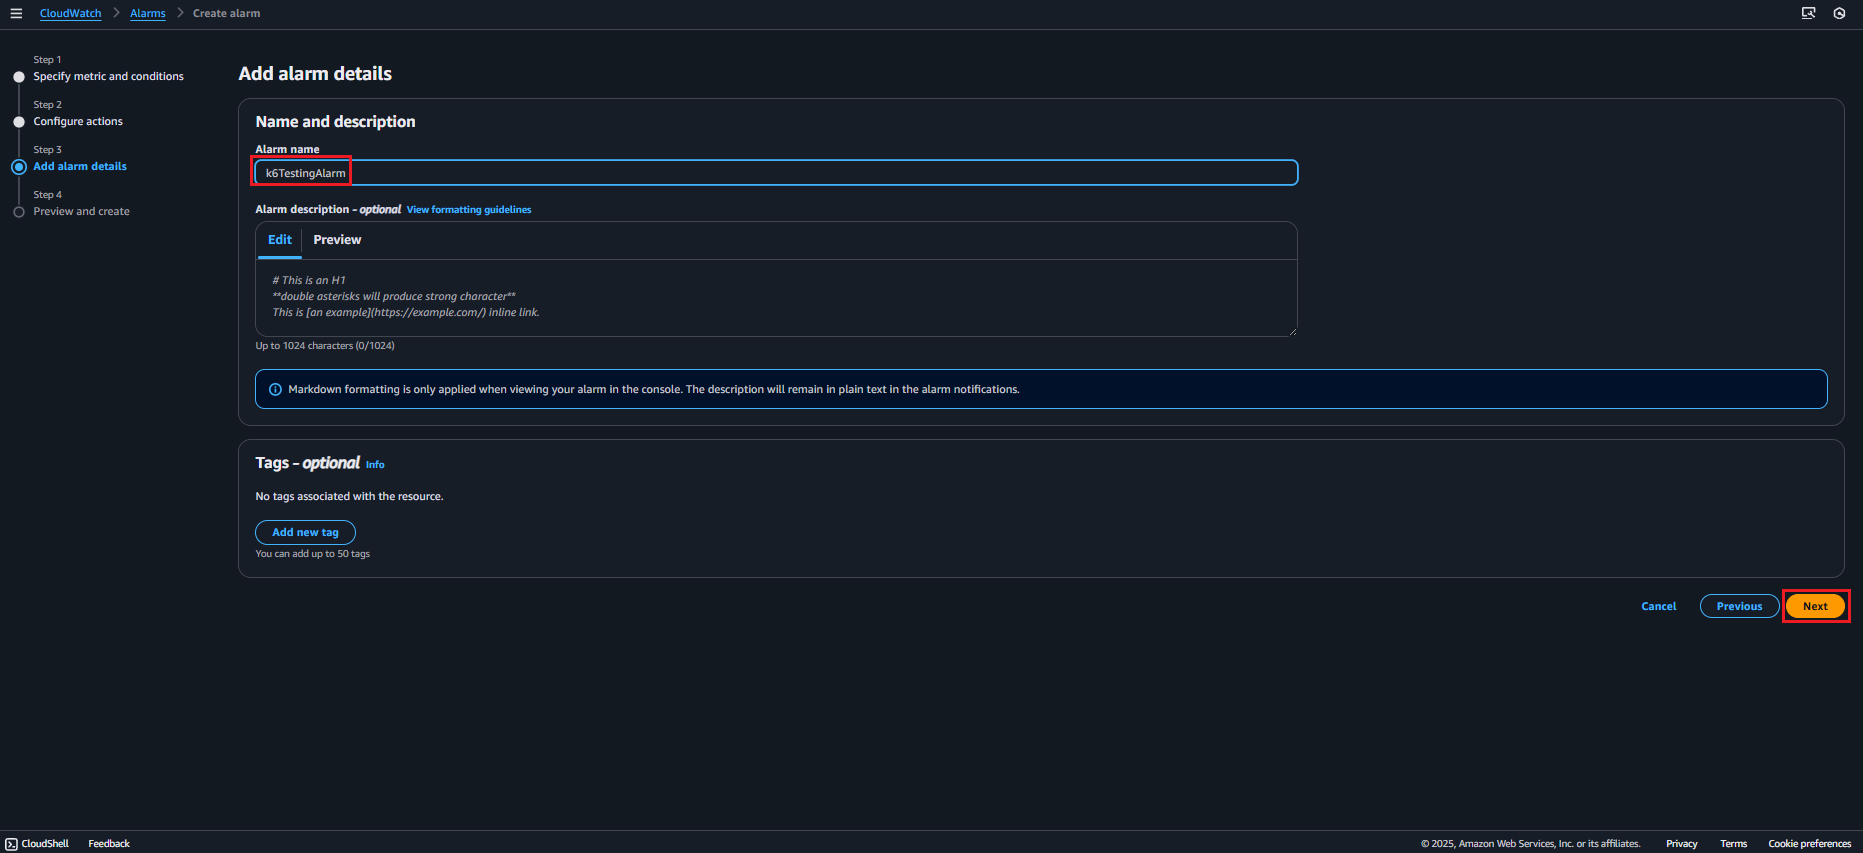 CloudWatch > Alarms > Create alarm
Step 1
Specify metric and conditions
Step 2
Configure actions
Step 3
Add alarm details
Step 4
Preview and create
Add alarm details
Name and description
Alarm name
k6TestingAlarm
Alarm description - optional View formatting guidelines
Edit Preview
# This is an H1
**double asterisks will produce strong character**
This is [an example](https://example.com/) inline link.
Up to 1024 characters (0/1024)
Markdown formatting is only applied when viewing your alarm in the console. The description will remain in plain text in the alarm notifications.
Tags - optional Info
No tags associated with the resource.
Add new tag
You can add up to 50 tags
Cancel Previous Next
CloudShell Feedback © 2025, Amazon Web Services, Inc. or its affiliates. Privacy Terms Cookie preferences